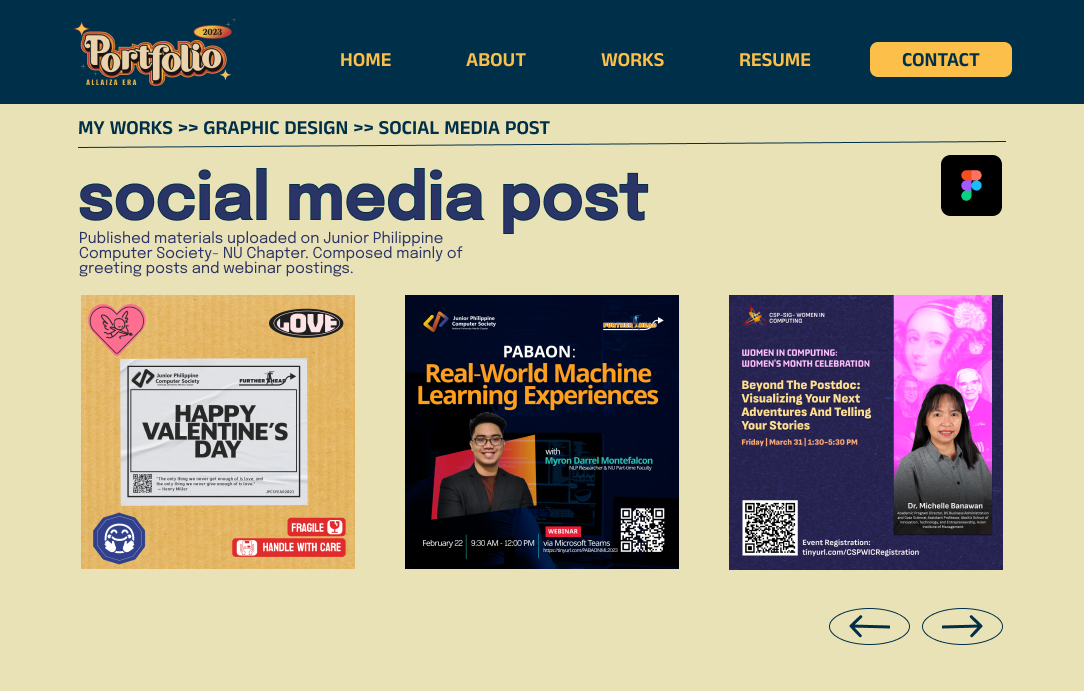 2023
Portfolio
ALLAIZA ERA
HOME
ABOUT
WORKS
RESUME
CONTACT
MY WORKS >> GRAPHIC DESIGN >> SOCIAL MEDIA POST
social media post
Published materials uploaded on Junior Philippine
Computer Society- NU Chapter. Composed mainly of
greeting posts and webinar postings.
LOVE
Junior Philippine
Computer Society
FURTHER AHEAD
HAPPY
VALENTINE'S
DAY
"The only thing we never get enough of is love; and
the only thing we never give enough of is love."
— Henry Miller
FRAGILE
HANDLE WITH CARE
Junior Philippine
Computer Society
FURTHER AHEAD
PABAON:
Real-World Machine
Learning Experiences
with
Myron Darrel Montefalcon
NLP Researcher & NU Part-time Faculty
WEBINAR
February 22
9:30 AM - 12:00 PM
via Microsoft Teams
https://tinyurl.com/PABAONML2023
CSP-SIG- WOMEN IN
COMPUTING
WOMEN IN COMPUTING:
WOMEN'S MONTH CELEBRATION
Beyond The Postdoc:
Visualizing Your Next
Adventures And Telling
Your Stories
Friday | March 31 | 1:30-5:30 PM
Dr. Michelle Banawan
Event Registration:
tinyurl.com/CSPWICRegistration